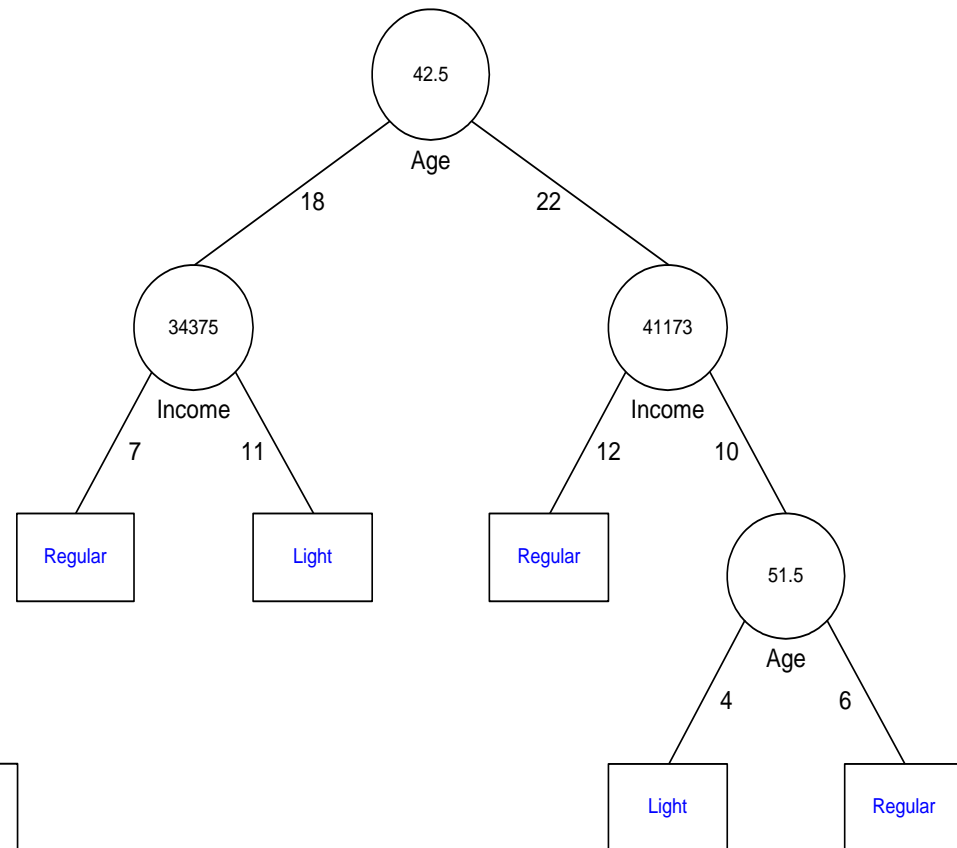 42.5
Age
18 22
34375 41173
Income Income
7 11 12 10
Regular Light Regular 51.5
Age
4 6
Light Regular